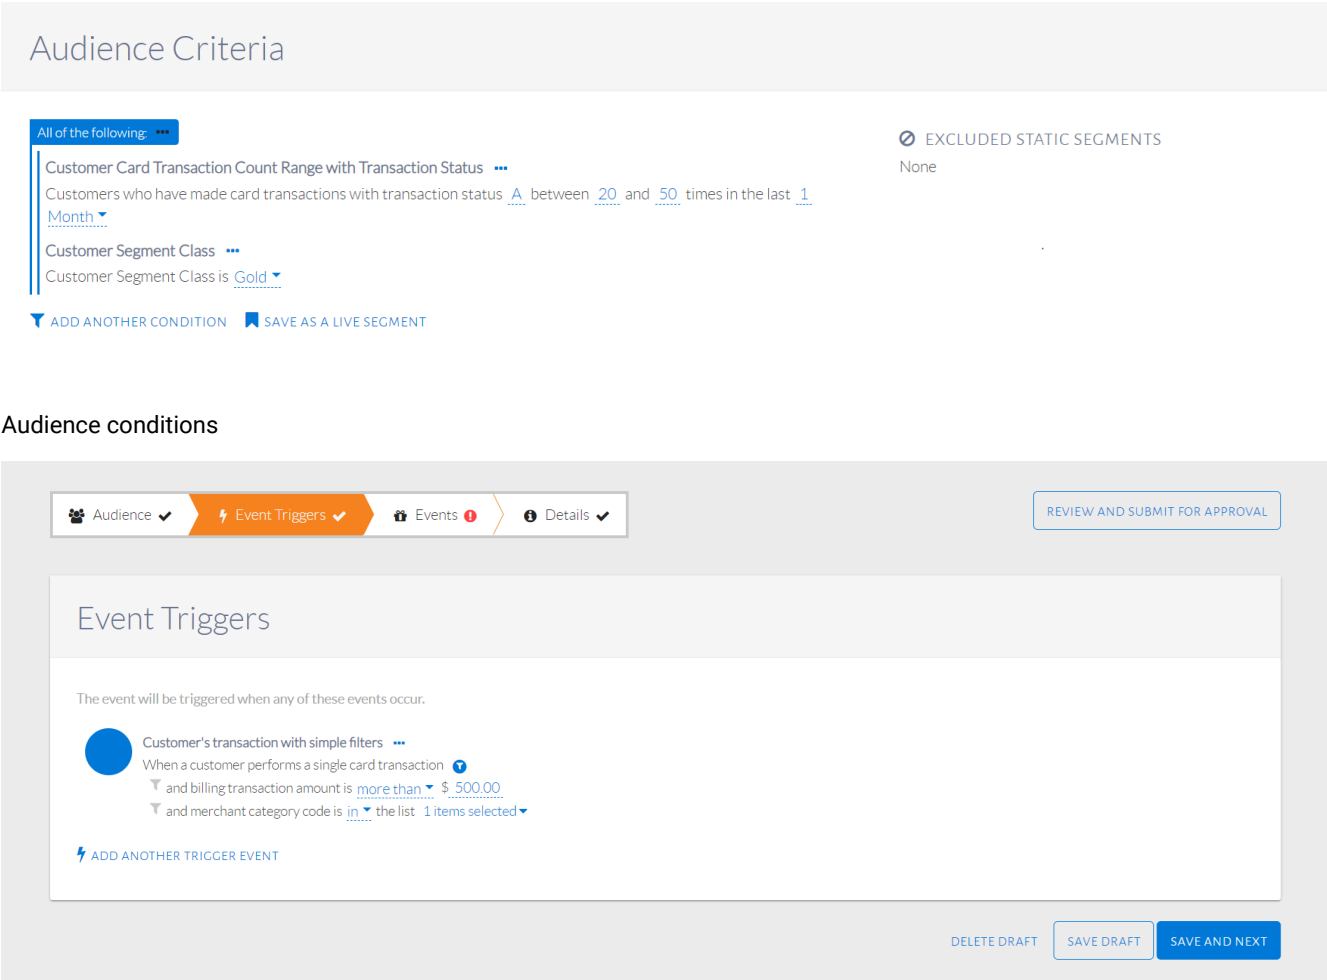 Audience Criteria
All of the following: •••
EXCLUDED STATIC SEGMENTS
None
Customer Card Transaction Count Range with Transaction Status •••
Customers who have made card transactions with transaction status A between 20 and 50 times in the last 1
Month
Customer Segment Class •••
Customer Segment Class is Gold
ADD ANOTHER CONDITION SAVE AS A LIVE SEGMENT
Audience conditions
Audience Event Triggers Events Details
REVIEW AND SUBMIT FOR APPROVAL
Event Triggers
The event will be triggered when any of these events occur.
Customer's transaction with simple filters •••
When a customer performs a single card transaction
and billing transaction amount is more than $ 500.00
and merchant category code is in the list 1 items selected
ADD ANOTHER TRIGGER EVENT
DELETE DRAFT SAVE DRAFT SAVE AND NEXT